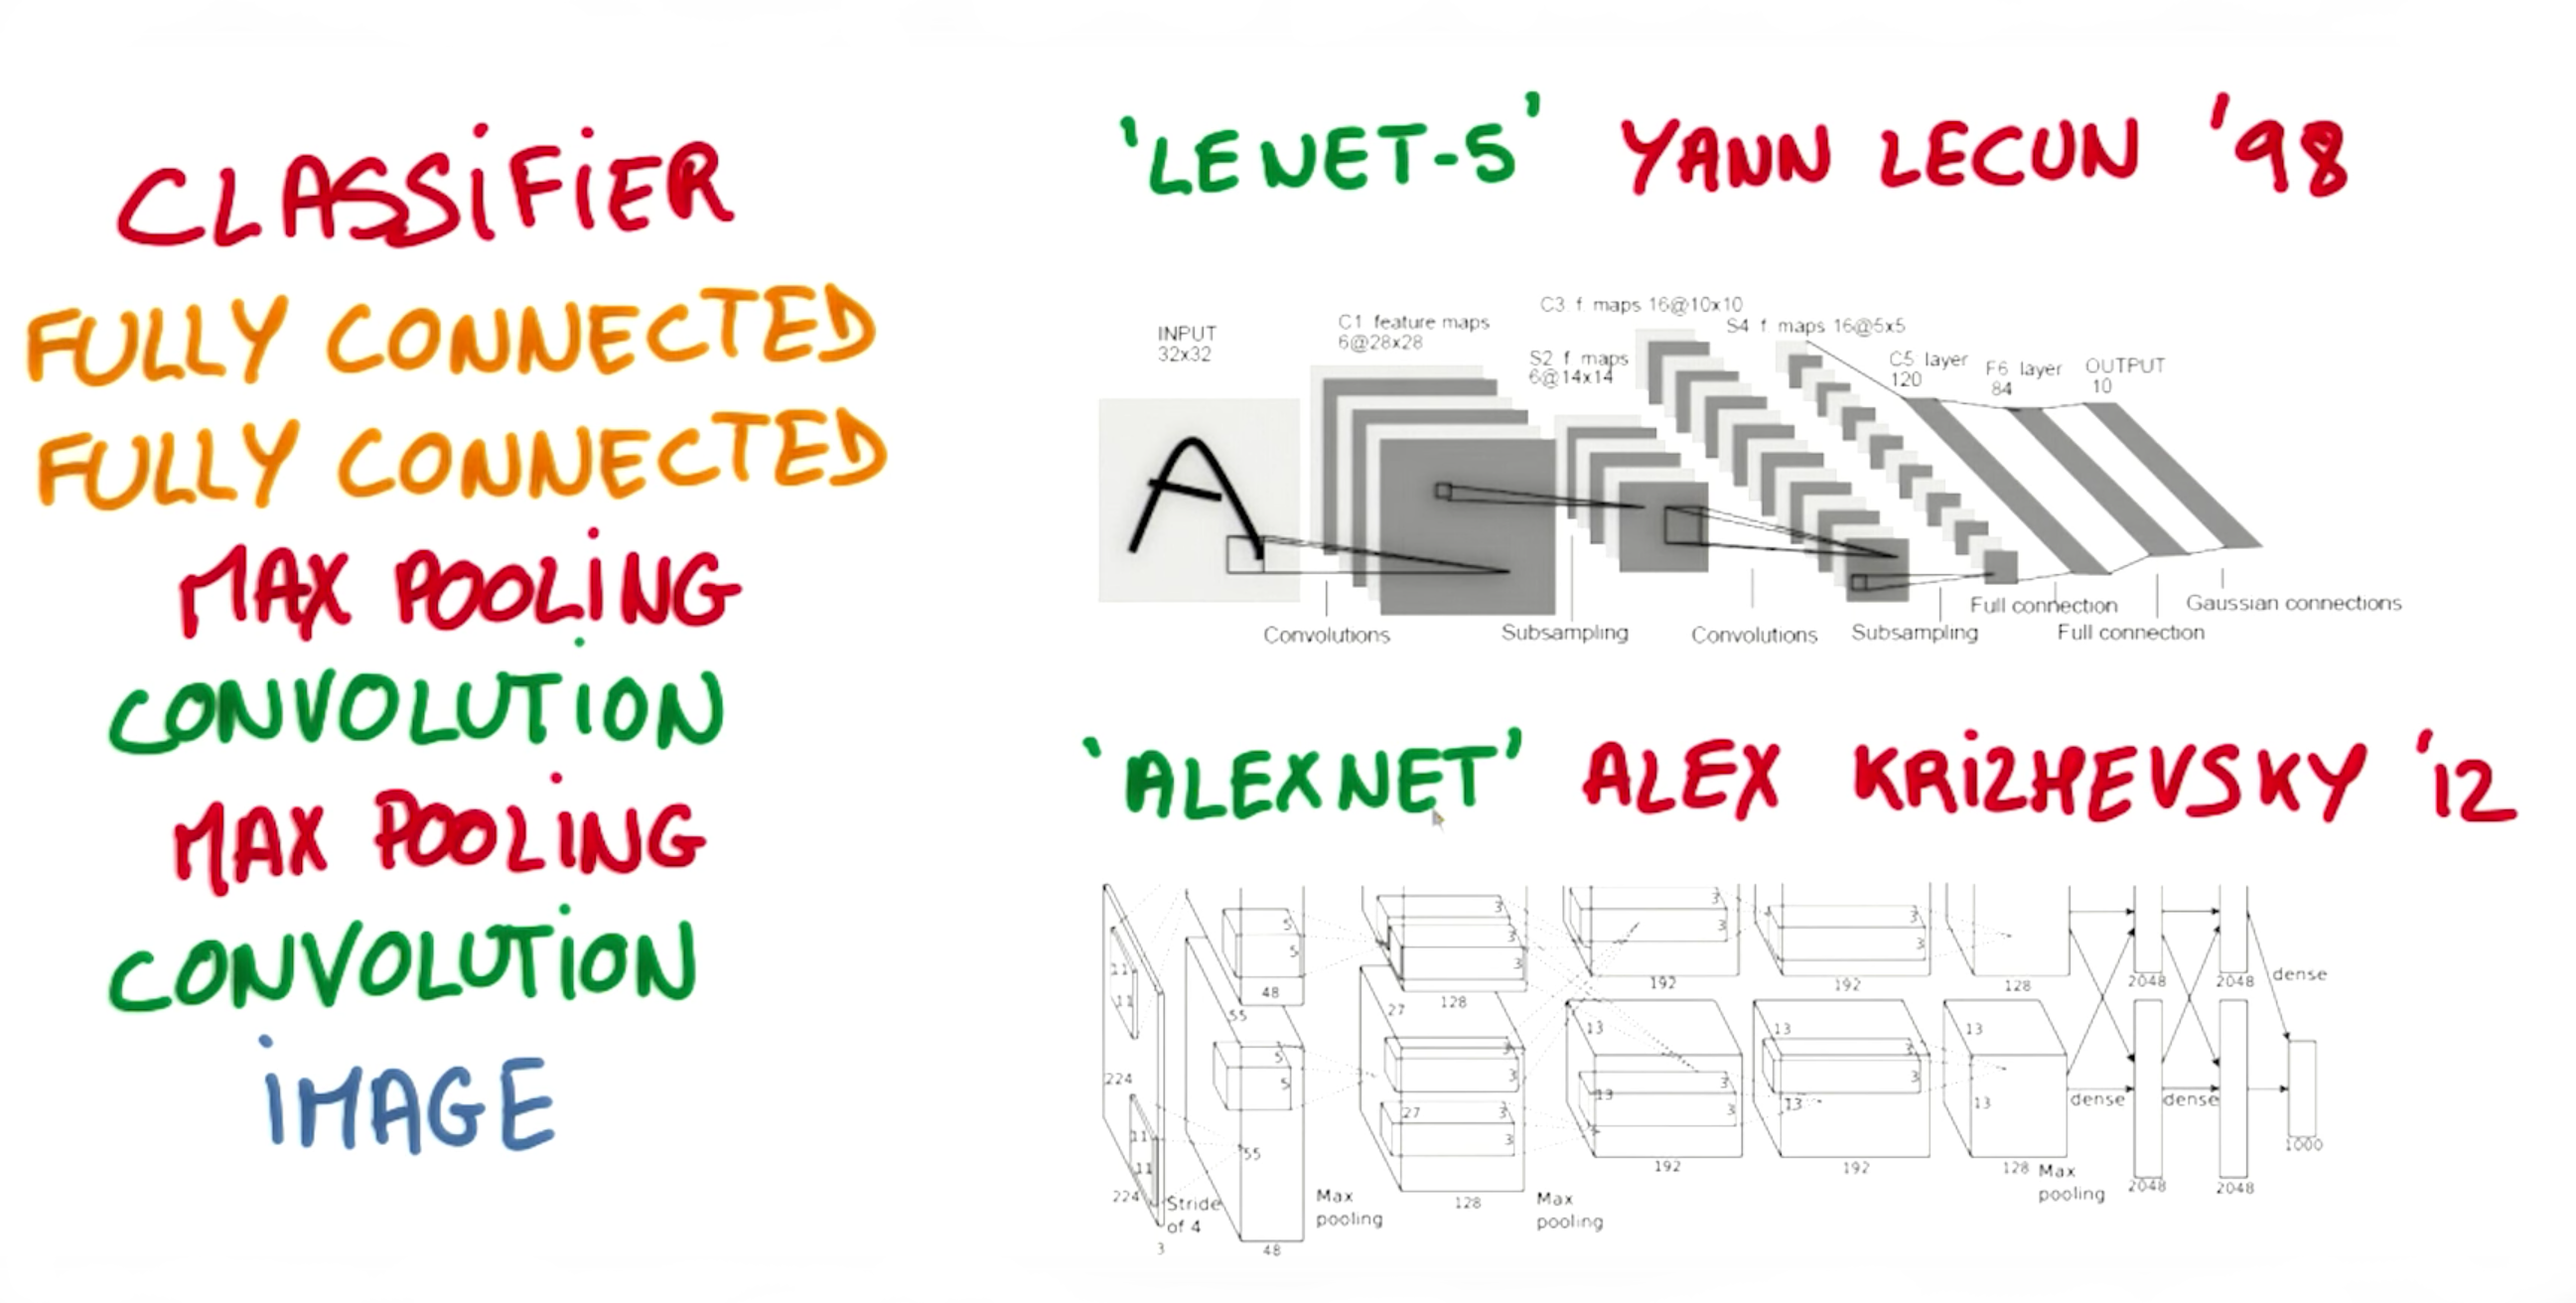 CLASSIFIER
FULLY CONNECTED
FULLY CONNECTED
MAX POOLING
CONVOLUTION
MAX POOLING
CONVOLUTION
IMAGE
'LENET-5' YANN LECUN '98
C3 f maps 16@10x10
C1 feature maps
6@28x28
S4 f maps 16@5x5
INPUT
32x32
S2 f maps
6@14x14
C5 layer
120
F6 layer
84
OUTPUT
10
A
Full connection
Gaussian connections
Convolutions
Subsampling
Convolutions
Subsampling
Full connection
'ALEXNET' ALEX KRIZHEVSKY '12
3
3
3
3
5
5
3
3
3
11
11
48
128
192
192
128
2048
2048
dense
55
27
13
13
13
5
5
3
3
3
3
3
3
224
27
3
3
13
3
13
13
dense
dense
11
11
55
1000
224
Stride
of 4
Max
pooling
128
Max
pooling
192
192
128
Max
pooling
2048
2048
3
48